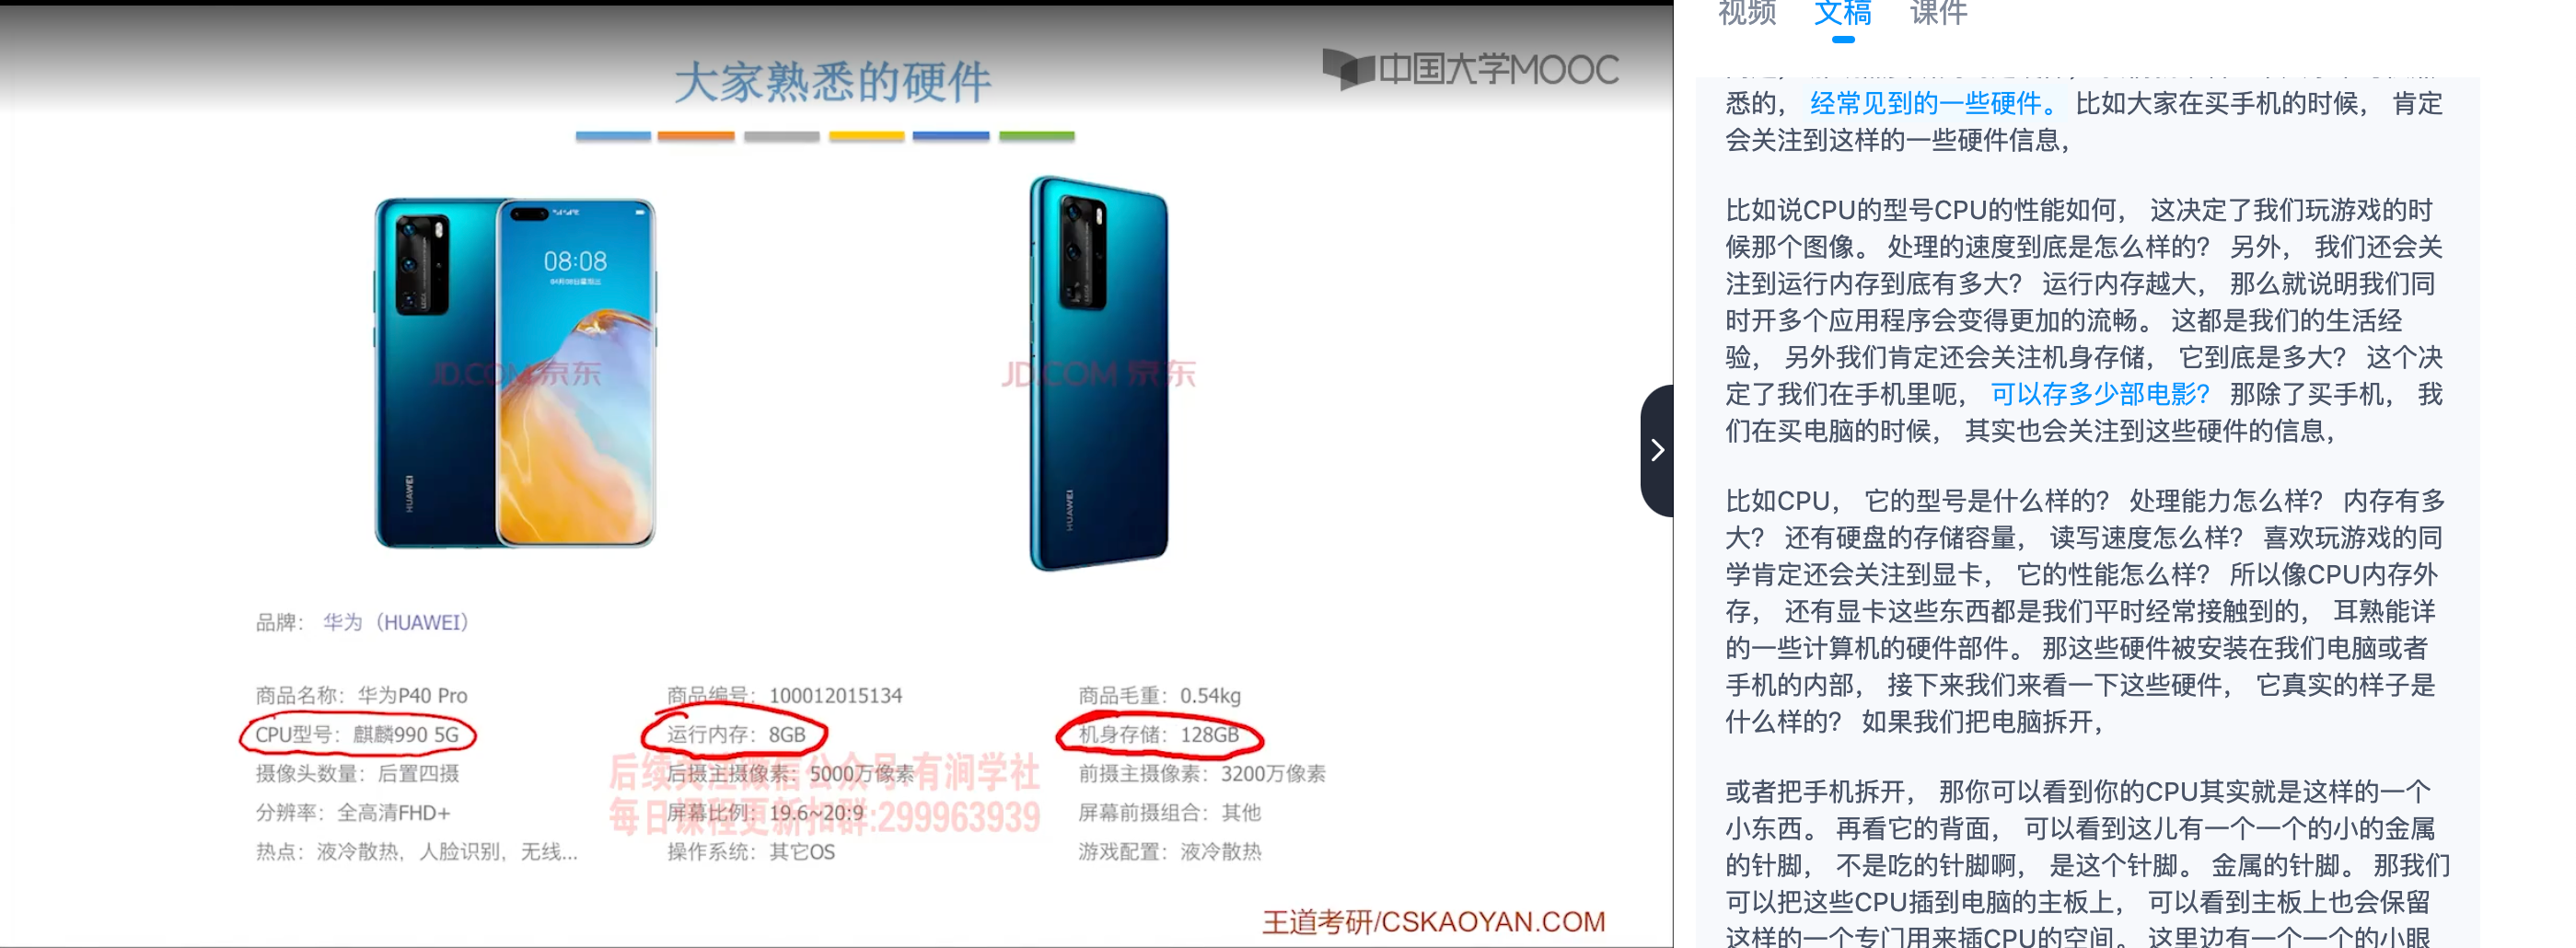 大家熟悉的硬件
中国大学MOOC
08:08
HUAWEI
JD.COM 京东
HUAWEI
JD.COM 京东
品牌： 华为（HUAWEI）
商品名称：华为P40 Pro
商品编号：100012015134
商品毛重：0.54kg
CPU型号：麒麟990 5G
运行内存：8GB
机身存储：128GB
摄像头数量：后置四摄
后摄主摄像素：5000万像素
前摄主摄像素：3200万像素
分辨率：全高清FHD+
屏幕比例：19.6~20:9
屏幕前摄组合：其他
热点：液冷散热，人脸识别，无线...
操作系统：其它OS
游戏配置：液冷散热
后续关注微信公众号:有涧学社
每日课程更新扣群:299963939
王道考研/CSKAOYAN.COM
视频 文稿 课件
悉的， 经常见到的一些硬件。 比如大家在买手机的时候， 肯定
会关注到这样的一些硬件信息，
比如说CPU的型号CPU的性能如何， 这决定了我们玩游戏的时
候那个图像。 处理的速度到底是怎么样的？ 另外， 我们还会关
注到运行内存到底有多大？ 运行内存越大， 那么就说明我们同
时开多个应用程序会变得更加的流畅。 这都是我们的生活经
验， 另外我们肯定还会关注机身存储， 它到底是多大？ 这个决
定了我们在手机里呃， 可以存多少部电影？ 那除了买手机， 我
们在买电脑的时候， 其实也会关注到这些硬件的信息，
比如CPU， 它的型号是什么样的？ 处理能力怎么样？ 内存有多
大？ 还有硬盘的存储容量， 读写速度怎么样？ 喜欢玩游戏的同
学肯定还会关注到显卡， 它的性能怎么样？ 所以像CPU内存外
存， 还有显卡这些东西都是我们平时经常接触到的， 耳熟能详
的一些计算机的硬件部件。 那这些硬件被安装在我们电脑或者
手机的内部， 接下来我们来看一下这些硬件， 它真实的样子是
什么样的？ 如果我们把电脑拆开，
或者把手机拆开， 那你可以看到你的CPU其实就是这样的一个
小东西。 再看它的背面， 可以看到这儿有一个一个的小的金属
的针脚， 不是吃的针脚啊， 是这个针脚。 金属的针脚。 那我们
可以把这些CPU插到电脑的主板上， 可以看到主板上也会保留
这样的一个专门用来插CPU的空间。 这里边有一个一个的小眼